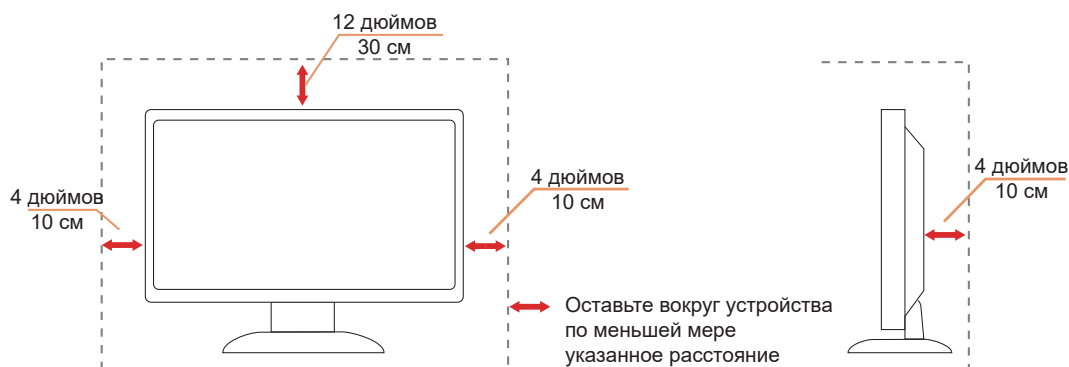 12 дюймов
30 см
4 дюймов
10 см
4 дюймов
10 см
4 дюймов
10 см
Оставьте вокруг устройства
по меньшей мере
указанное расстояние